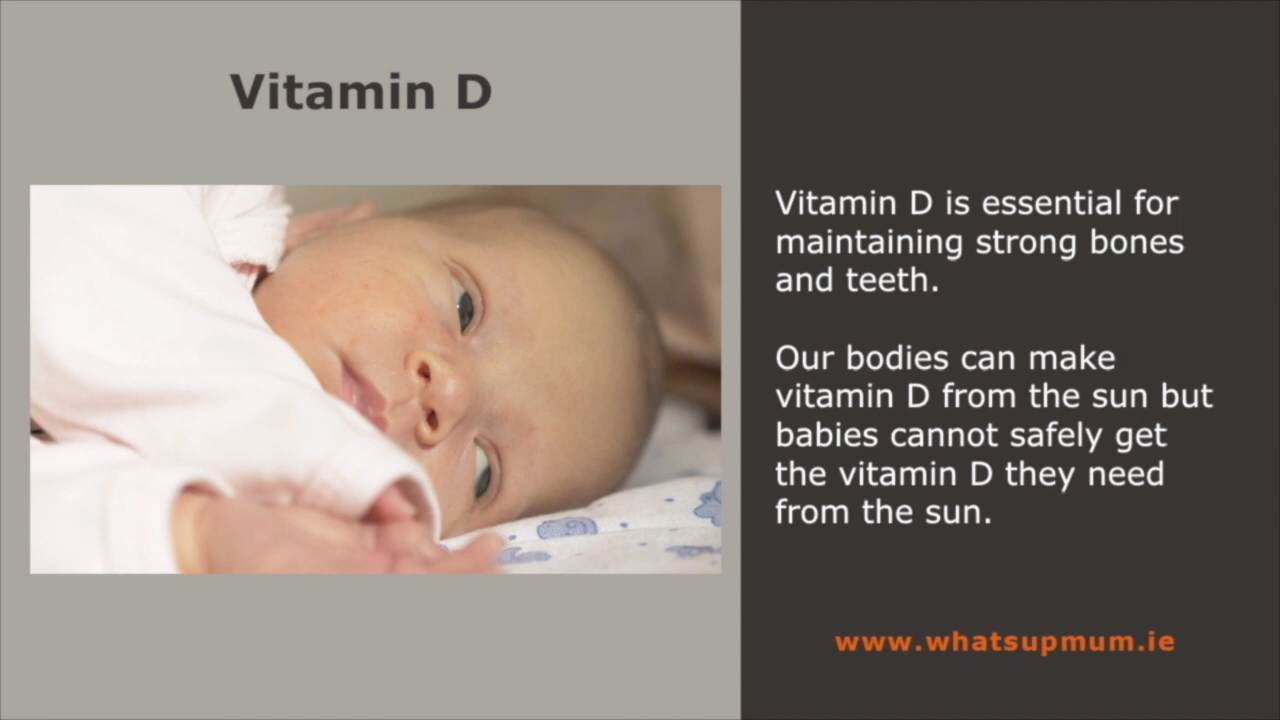 Vitamin D
Vitamin D is essential for
maintaining strong bones
and teeth.
Our bodies can make
vitamin D from the sun but
babies cannot safely get
the vitamin D they need
from the sun.
www.whatsupmum.ie